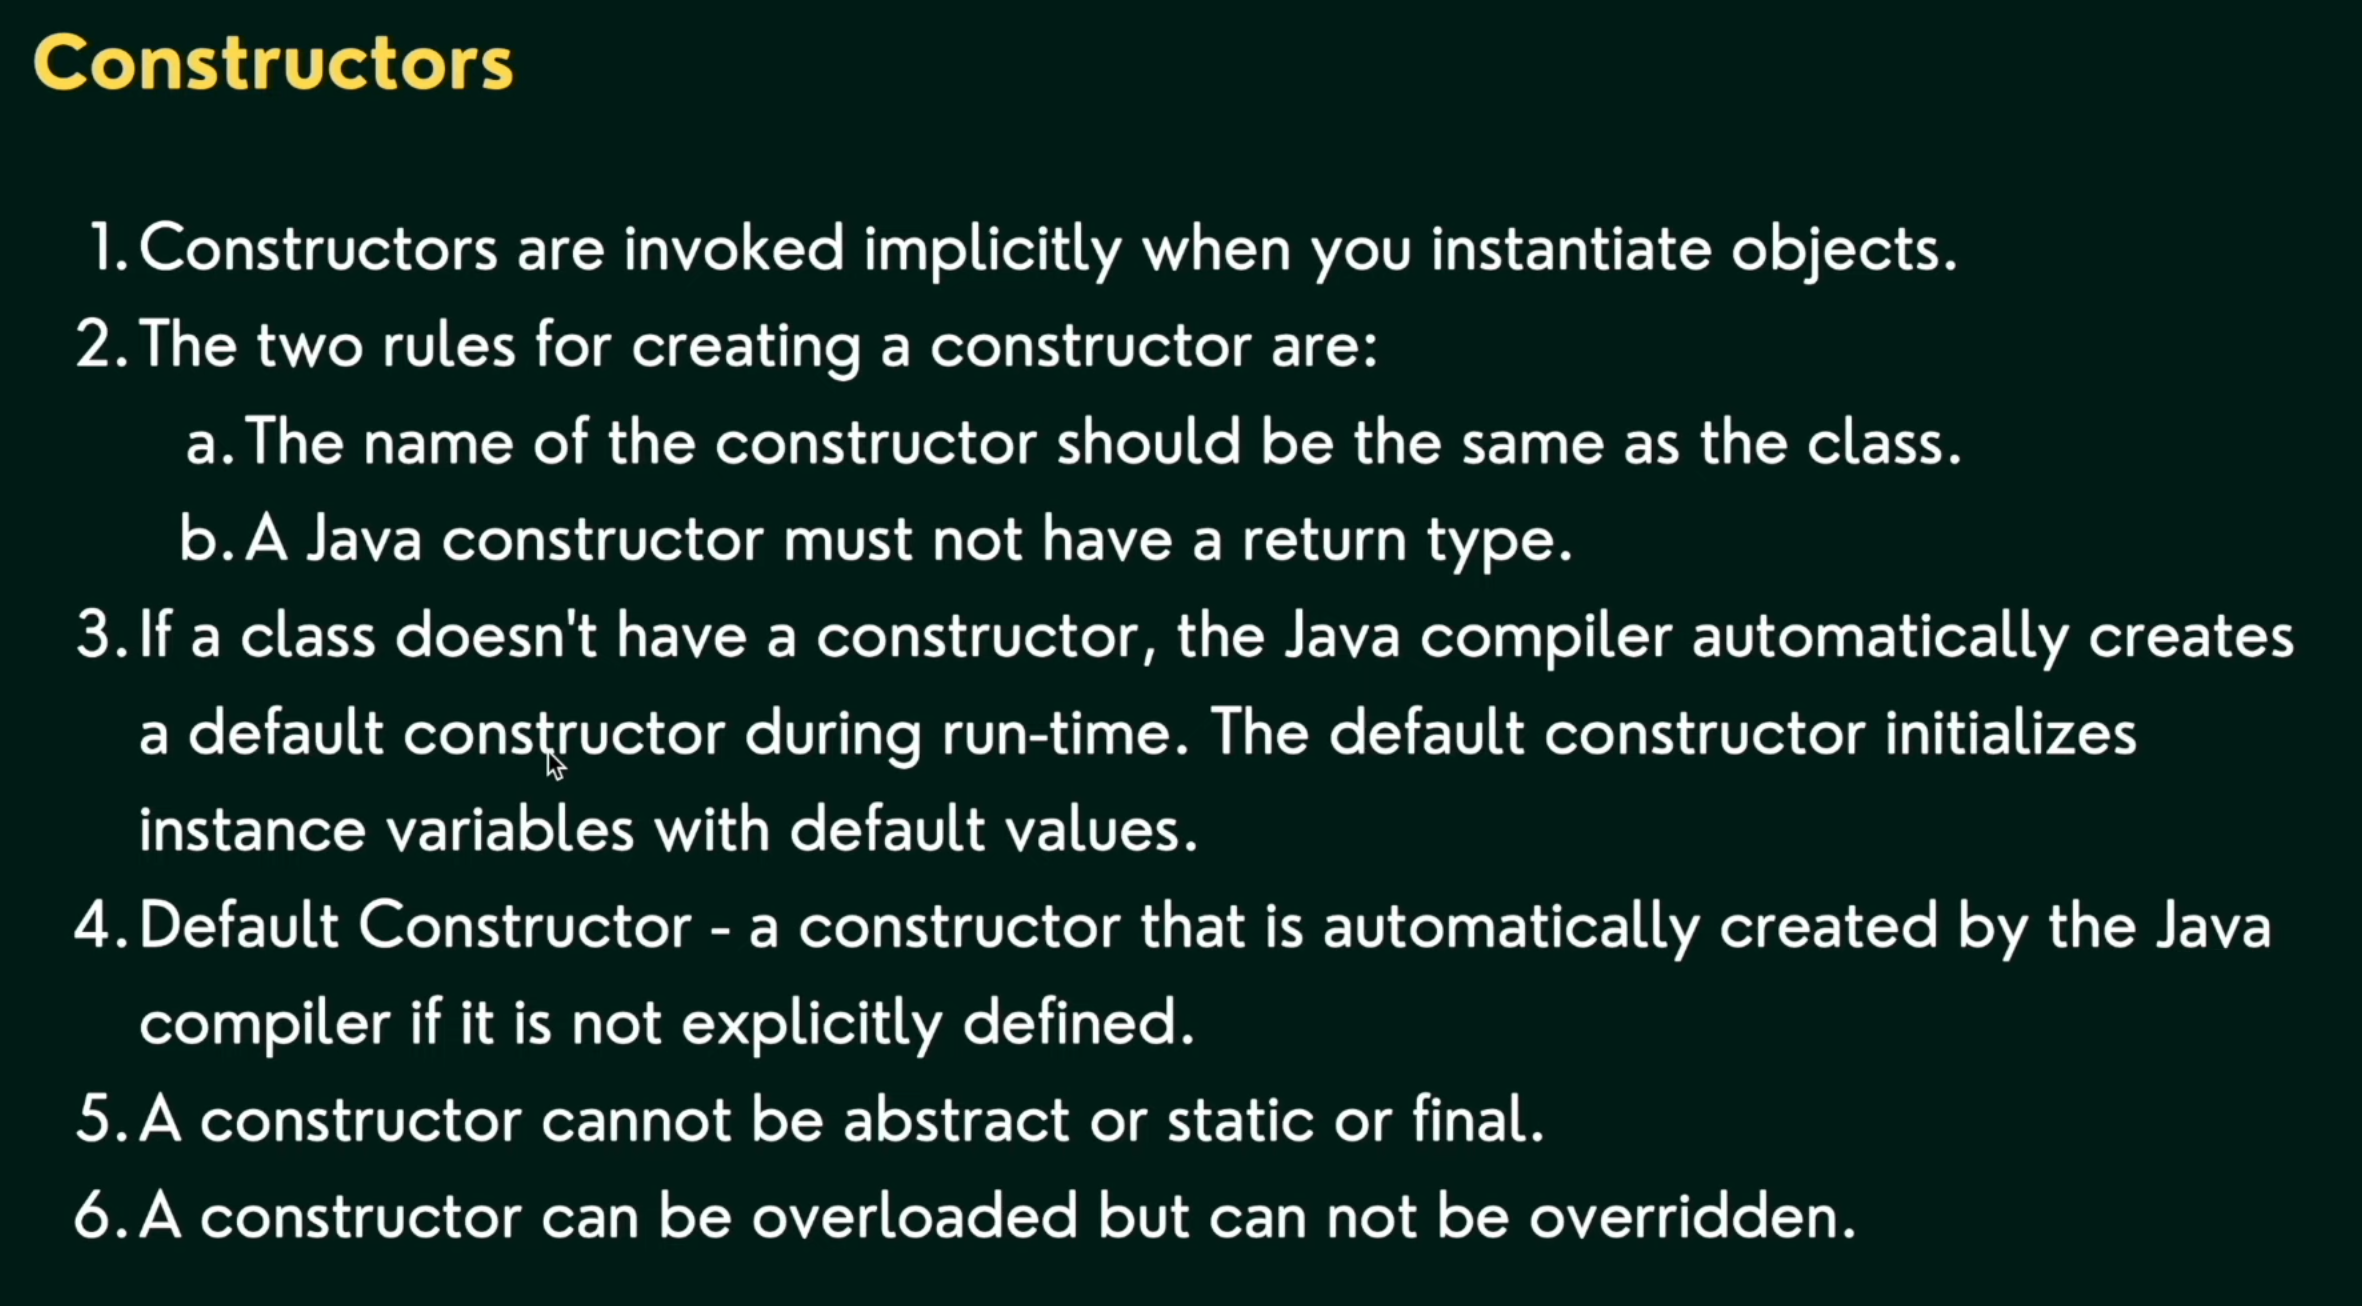 Constructors
1. Constructors are invoked implicitly when you instantiate objects.
2. The two rules for creating a constructor are:
a. The name of the constructor should be the same as the class.
b. A Java constructor must not have a return type.
3. If a class doesn't have a constructor, the Java compiler automatically creates
a default constructor during run-time. The default constructor initializes
instance variables with default values.
4. Default Constructor - a constructor that is automatically created by the Java
compiler if it is not explicitly defined.
5. A constructor cannot be abstract or static or final.
6. A constructor can be overloaded but can not be overridden.